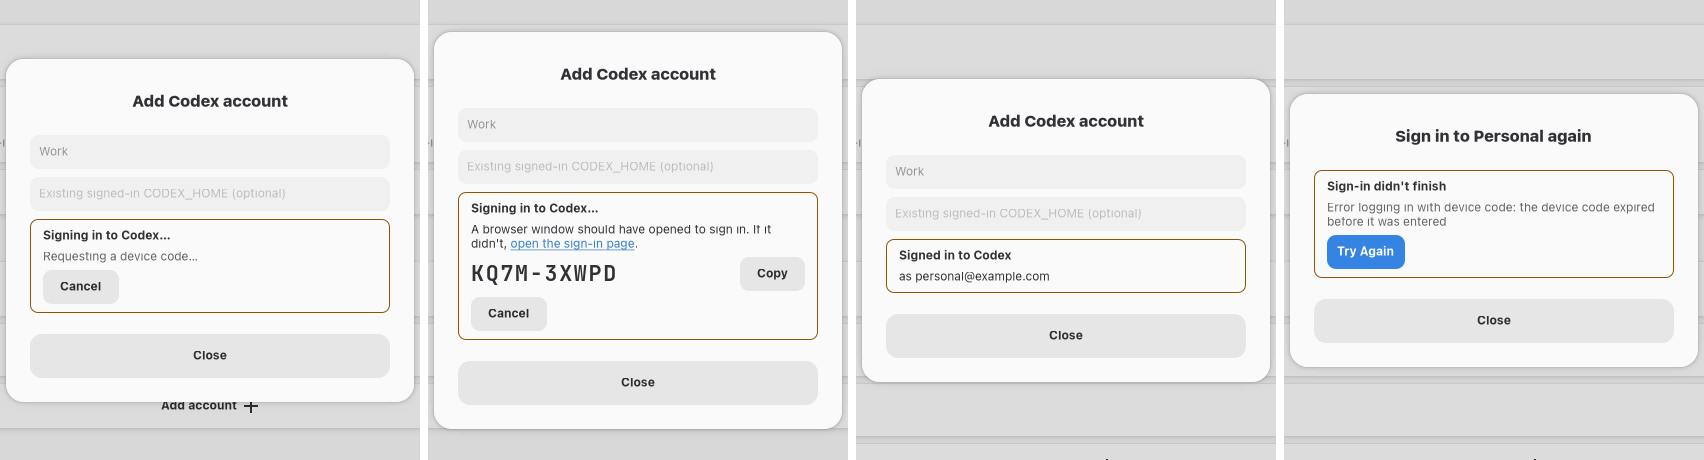 Add Codex account
Work
Existing signed-in CODEX_HOME (optional)
Signing in to Codex...
Requesting a device code...
Cancel
Close
Add account
Add Codex account
Work
Existing signed-in CODEX_HOME (optional)
Signing in to Codex...
A browser window should have opened to sign in. If it
didn't, open the sign-in page.
KQ7M-3XWPD
Copy
Cancel
Close
Add Codex account
Work
Existing signed-in CODEX_HOME (optional)
Signed in to Codex
as personal@example.com
Close
Sign in to Personal again
Sign-in didn't finish
Error logging in with device code: the device code expired
before it was entered
Try Again
Close